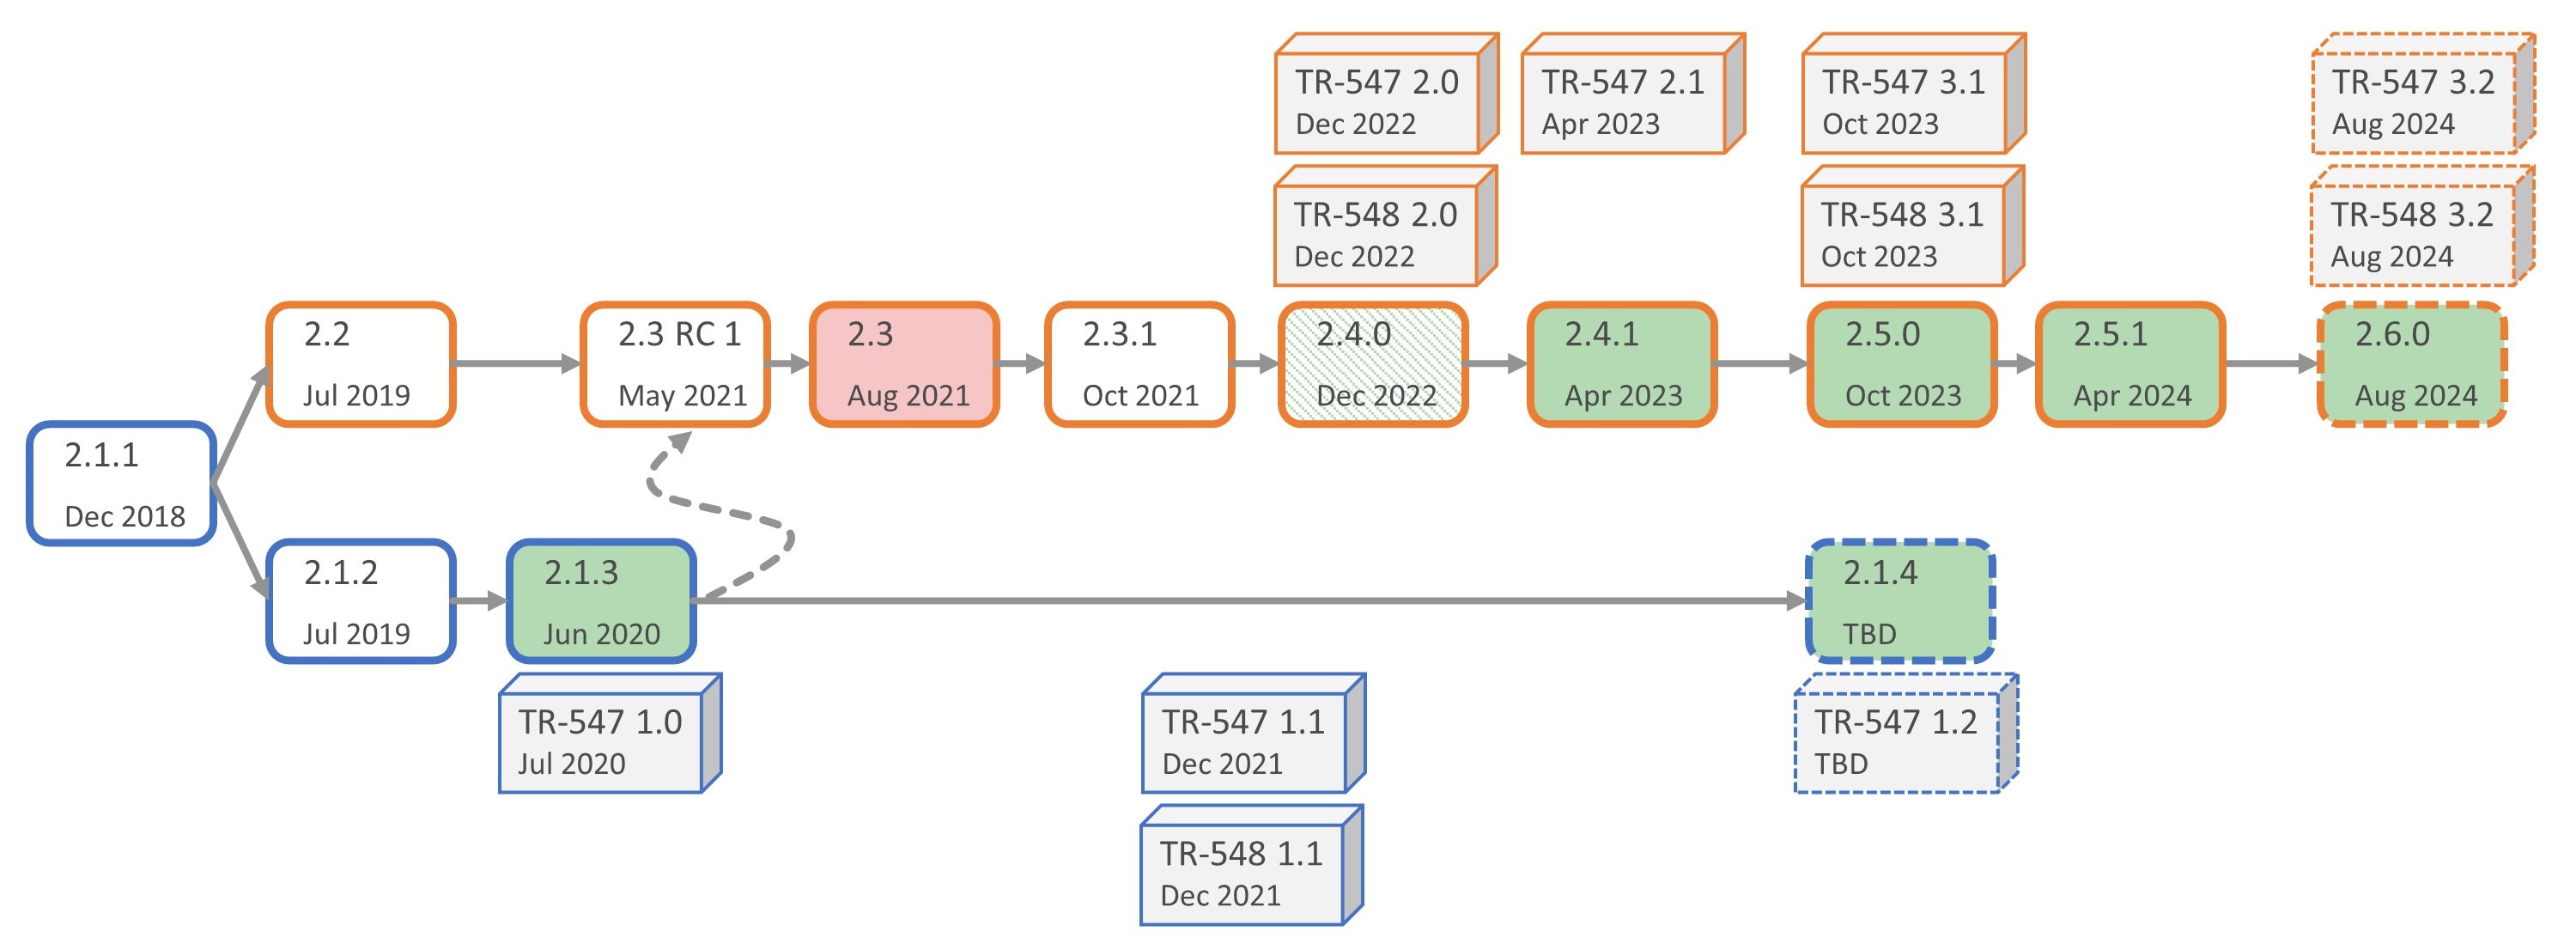 TR-547 2.0
Dec 2022
TR-547 2.1
Apr 2023
TR-547 3.1
Oct 2023
TR-547 3.2
Aug 2024
TR-548 2.0
Dec 2022
TR-548 3.1
Oct 2023
TR-548 3.2
Aug 2024
2.2
Jul 2019
2.3 RC 1
May 2021
2.3
Aug 2021
2.3.1
Oct 2021
2.4.0
Dec 2022
2.4.1
Apr 2023
2.5.0
Oct 2023
2.5.1
Apr 2024
2.6.0
Aug 2024
2.1.1
Dec 2018
2.1.2
Jul 2019
2.1.3
Jun 2020
2.1.4
TBD
TR-547 1.0
Jul 2020
TR-547 1.1
Dec 2021
TR-547 1.2
TBD
TR-548 1.1
Dec 2021